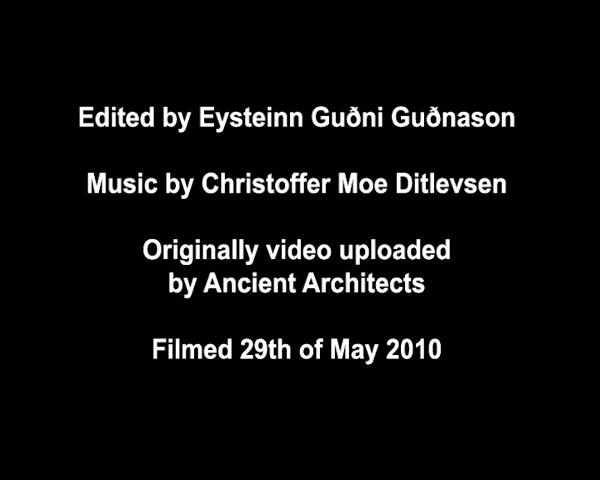 Edited by Eysteinn Guðni Guðnason
Music by Christoffer Moe Ditlevsen
Originally video uploaded
by Ancient Architects
Filmed 29th of May 2010